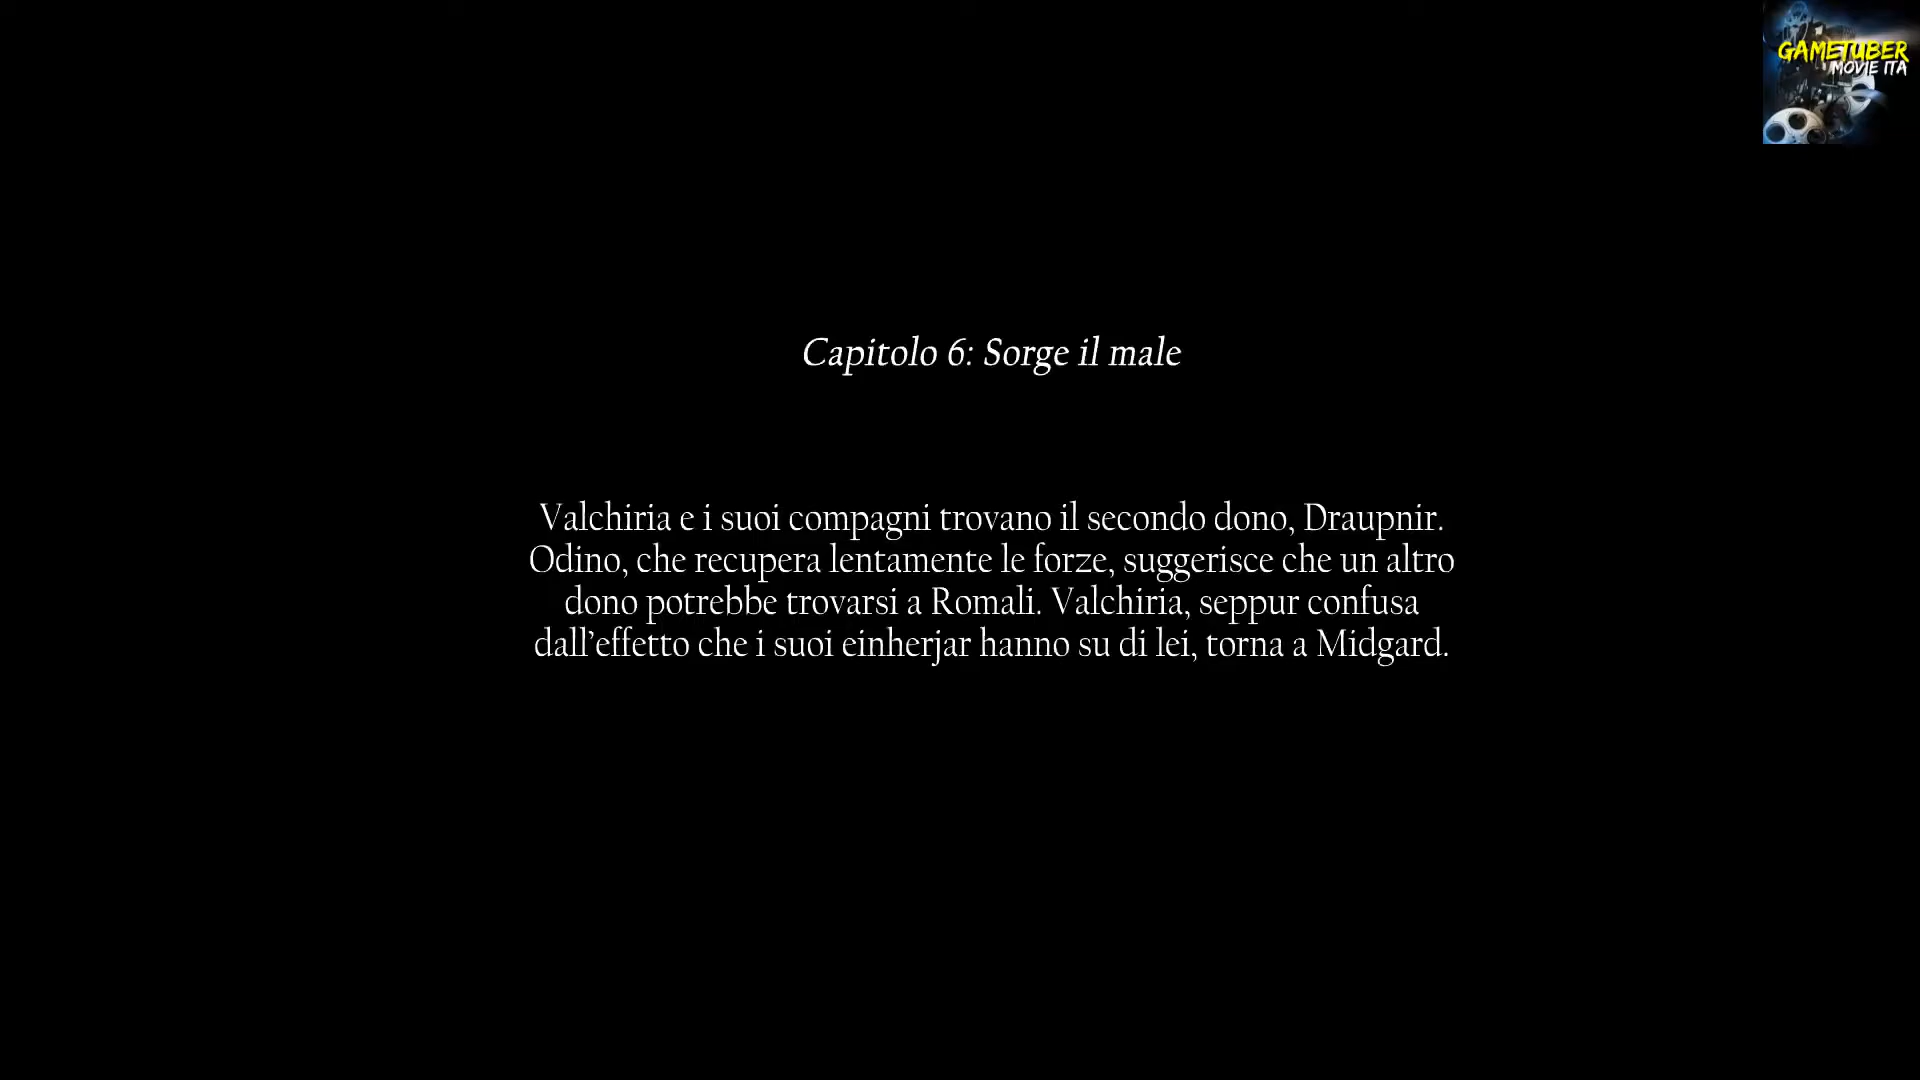 GAMETUBER
MOVIE ITA
Capitolo 6: Sorge il male
Valchiria e i suoi compagni trovano il secondo dono, Draupnir.
Odino, che recupera lentamente le forze, suggerisce che un altro
dono potrebbe trovarsi a Romali. Valchiria, seppur confusa
dall’effetto che i suoi einherjar hanno su di lei, torna a Midgard.